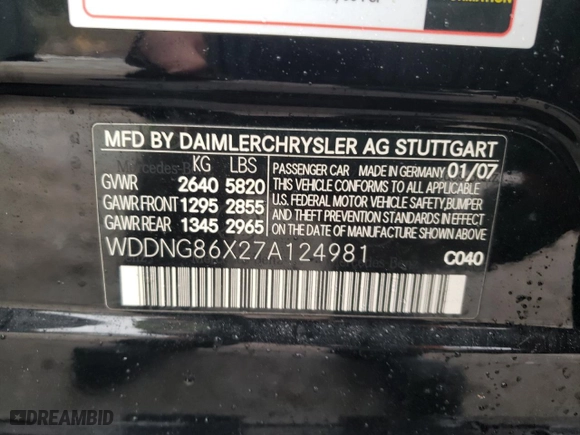 ORMATION
MFD BY DAIMLERCHRYSLER AG STUTTGART
Mercedes-B
KG LBS
GVWR 2640 5820
GAWR FRONT 1295 2855
GAWR REAR 1345 2965
PASSENGER CAR MADE IN GERMANY 01/07
THIS VEHICLE CONFORMS TO ALL APPLICABLE
U.S. FEDERAL MOTOR VEHICLE SAFETY, BUMPER
AND THEFT PREVENTION STANDARDS IN
EFFECT ON THE DATE OF MANUFACTURE
SHOWN ABOVE.
WDDNG86X27A124981
C040
DREAMBID